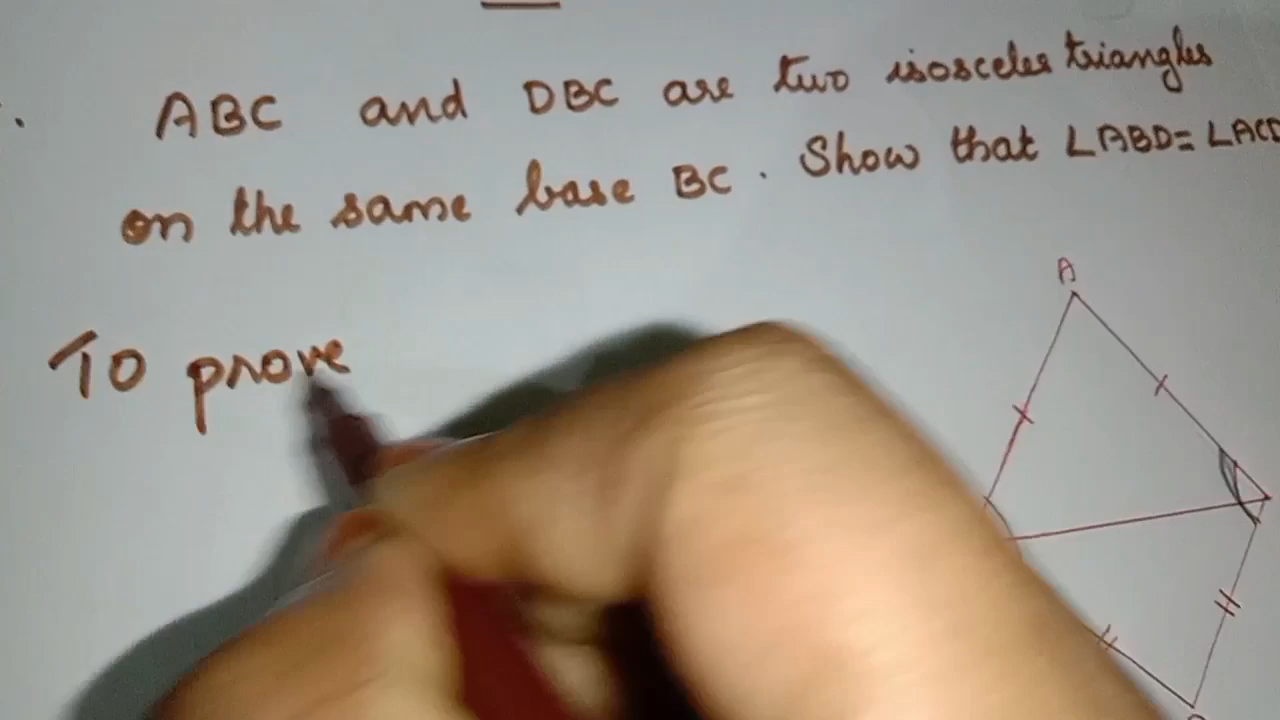 ABC and DBC are two isosceles triangles
on the same base BC. Show that ∠ABD = ∠ACD
To prove
A